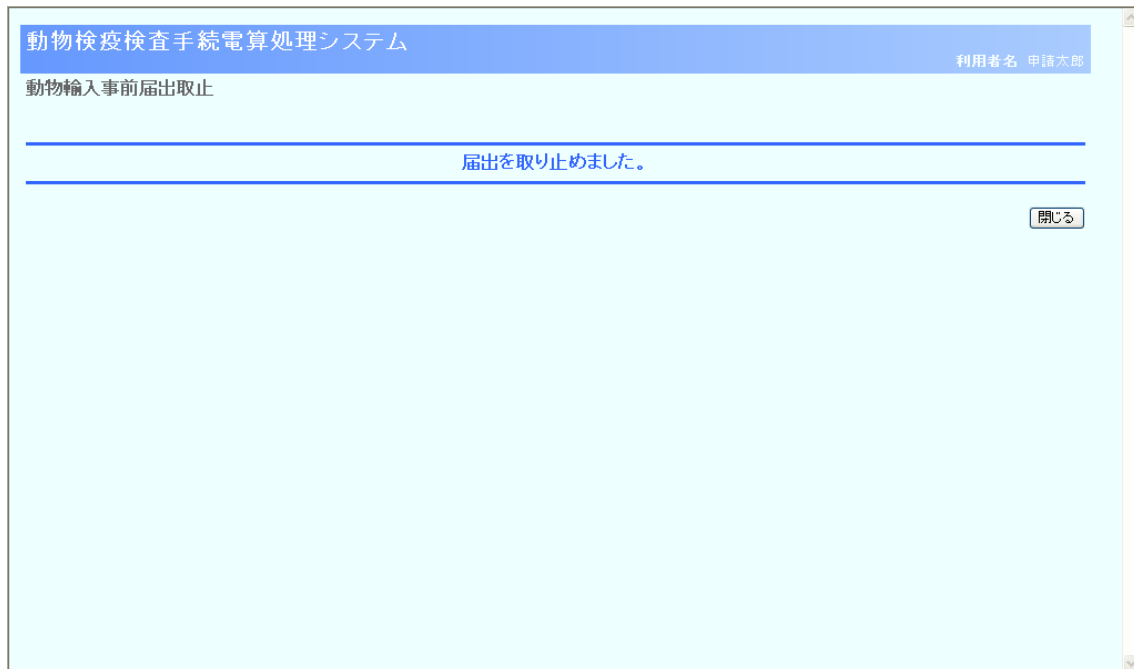 動物検疫検査手続電算処理システム
利用者名 申請太郎
動物輸入事前届出取止
届出を取り止めました。
閉じる